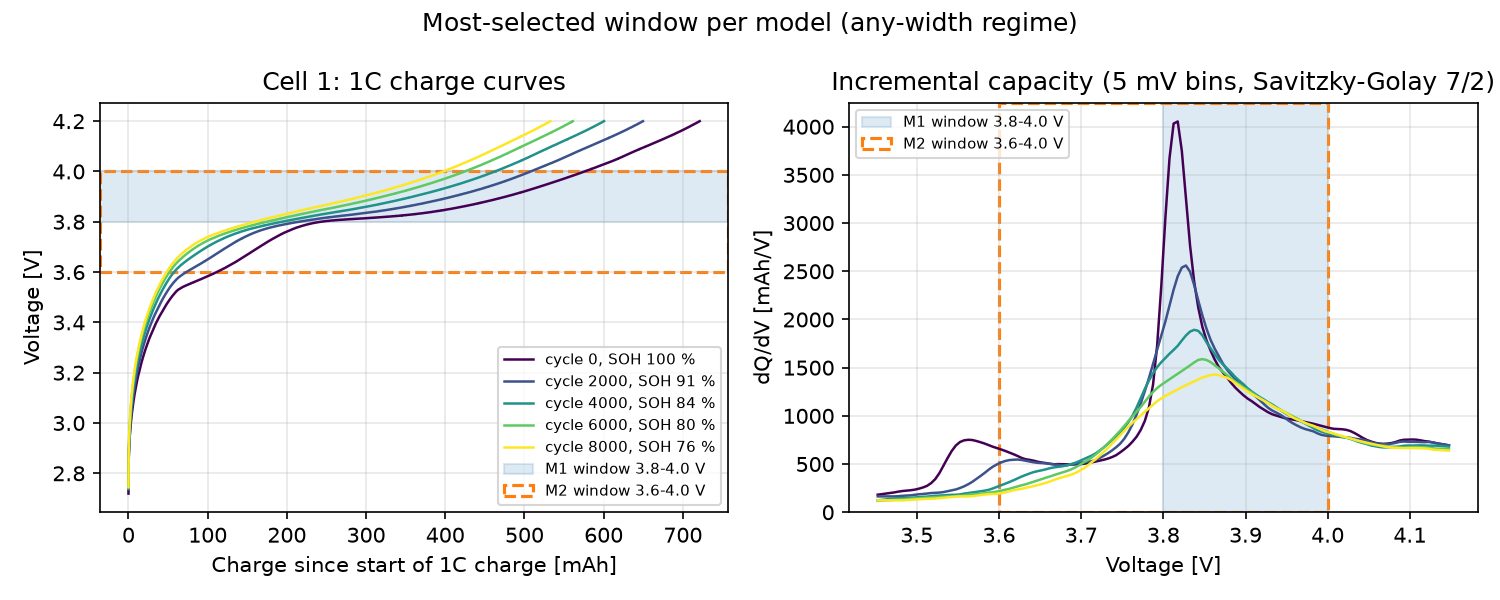 Most-selected window per model (any-width regime)
Cell 1: 1C charge curves
Voltage [V]
4.2
4.0
3.8
3.6
3.4
3.2
3.0
2.8
cycle 0, SOH 100 %
cycle 2000, SOH 91 %
cycle 4000, SOH 84 %
cycle 6000, SOH 80 %
cycle 8000, SOH 76 %
M1 window 3.8-4.0 V
M2 window 3.6-4.0 V
0 100 200 300 400 500 600 700
Charge since start of 1C charge [mAh]
Incremental capacity (5 mV bins, Savitzky-Golay 7/2)
dQ/dV [mAh/V]
M1 window 3.8-4.0 V
M2 window 3.6-4.0 V
4000
3500
3000
2500
2000
1500
1000
500
0
3.5 3.6 3.7 3.8 3.9 4.0 4.1
Voltage [V]